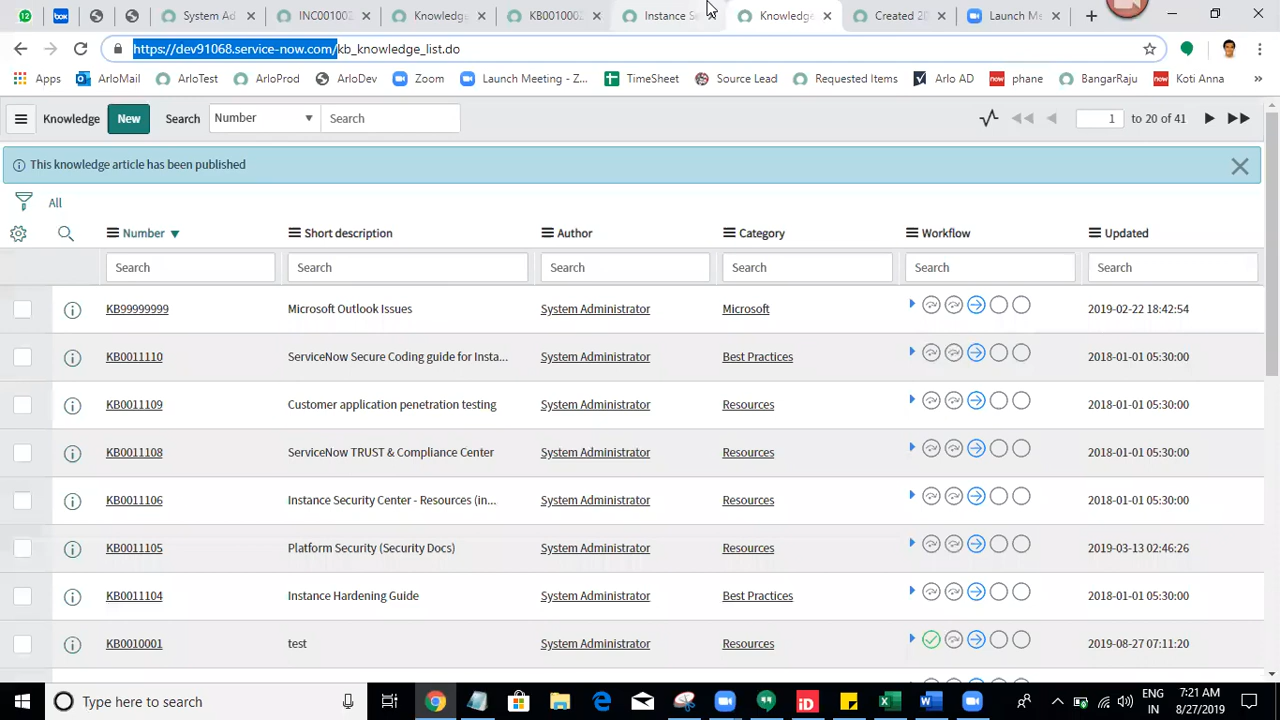 System Ad
INC001002
Knowledge
KB0010002
Instance S
Knowledge
Created 2
Launch M
https://dev91068.service-now.com/kb_knowledge_list.do
Apps
ArloMail
ArloTest
ArloProd
ArloDev
Zoom
Launch Meeting - Z...
TimeSheet
Source Lead
Requested Items
Arlo AD
phane
BangarRaju
Koti Anna
»
Knowledge New Search Number Search 1 to 20 of 41
This knowledge article has been published
All
Number Short description Author Category Workflow Updated
Search Search Search Search Search Search
KB99999999 Microsoft Outlook Issues System Administrator Microsoft 2019-02-22 18:42:54
KB0011110 ServiceNow Secure Coding guide for Insta... System Administrator Best Practices 2018-01-01 05:30:00
KB0011109 Customer application penetration testing System Administrator Resources 2018-01-01 05:30:00
KB0011108 ServiceNow TRUST & Compliance Center System Administrator Resources 2018-01-01 05:30:00
KB0011106 Instance Security Center - Resources (in... System Administrator Resources 2018-01-01 05:30:00
KB0011105 Platform Security (Security Docs) System Administrator Resources 2019-03-13 02:46:26
KB0011104 Instance Hardening Guide System Administrator Best Practices 2018-01-01 05:30:00
KB0010001 test System Administrator Resources 2019-08-27 07:11:20
Type here to search
ENG
IN
7:21 AM
8/27/2019